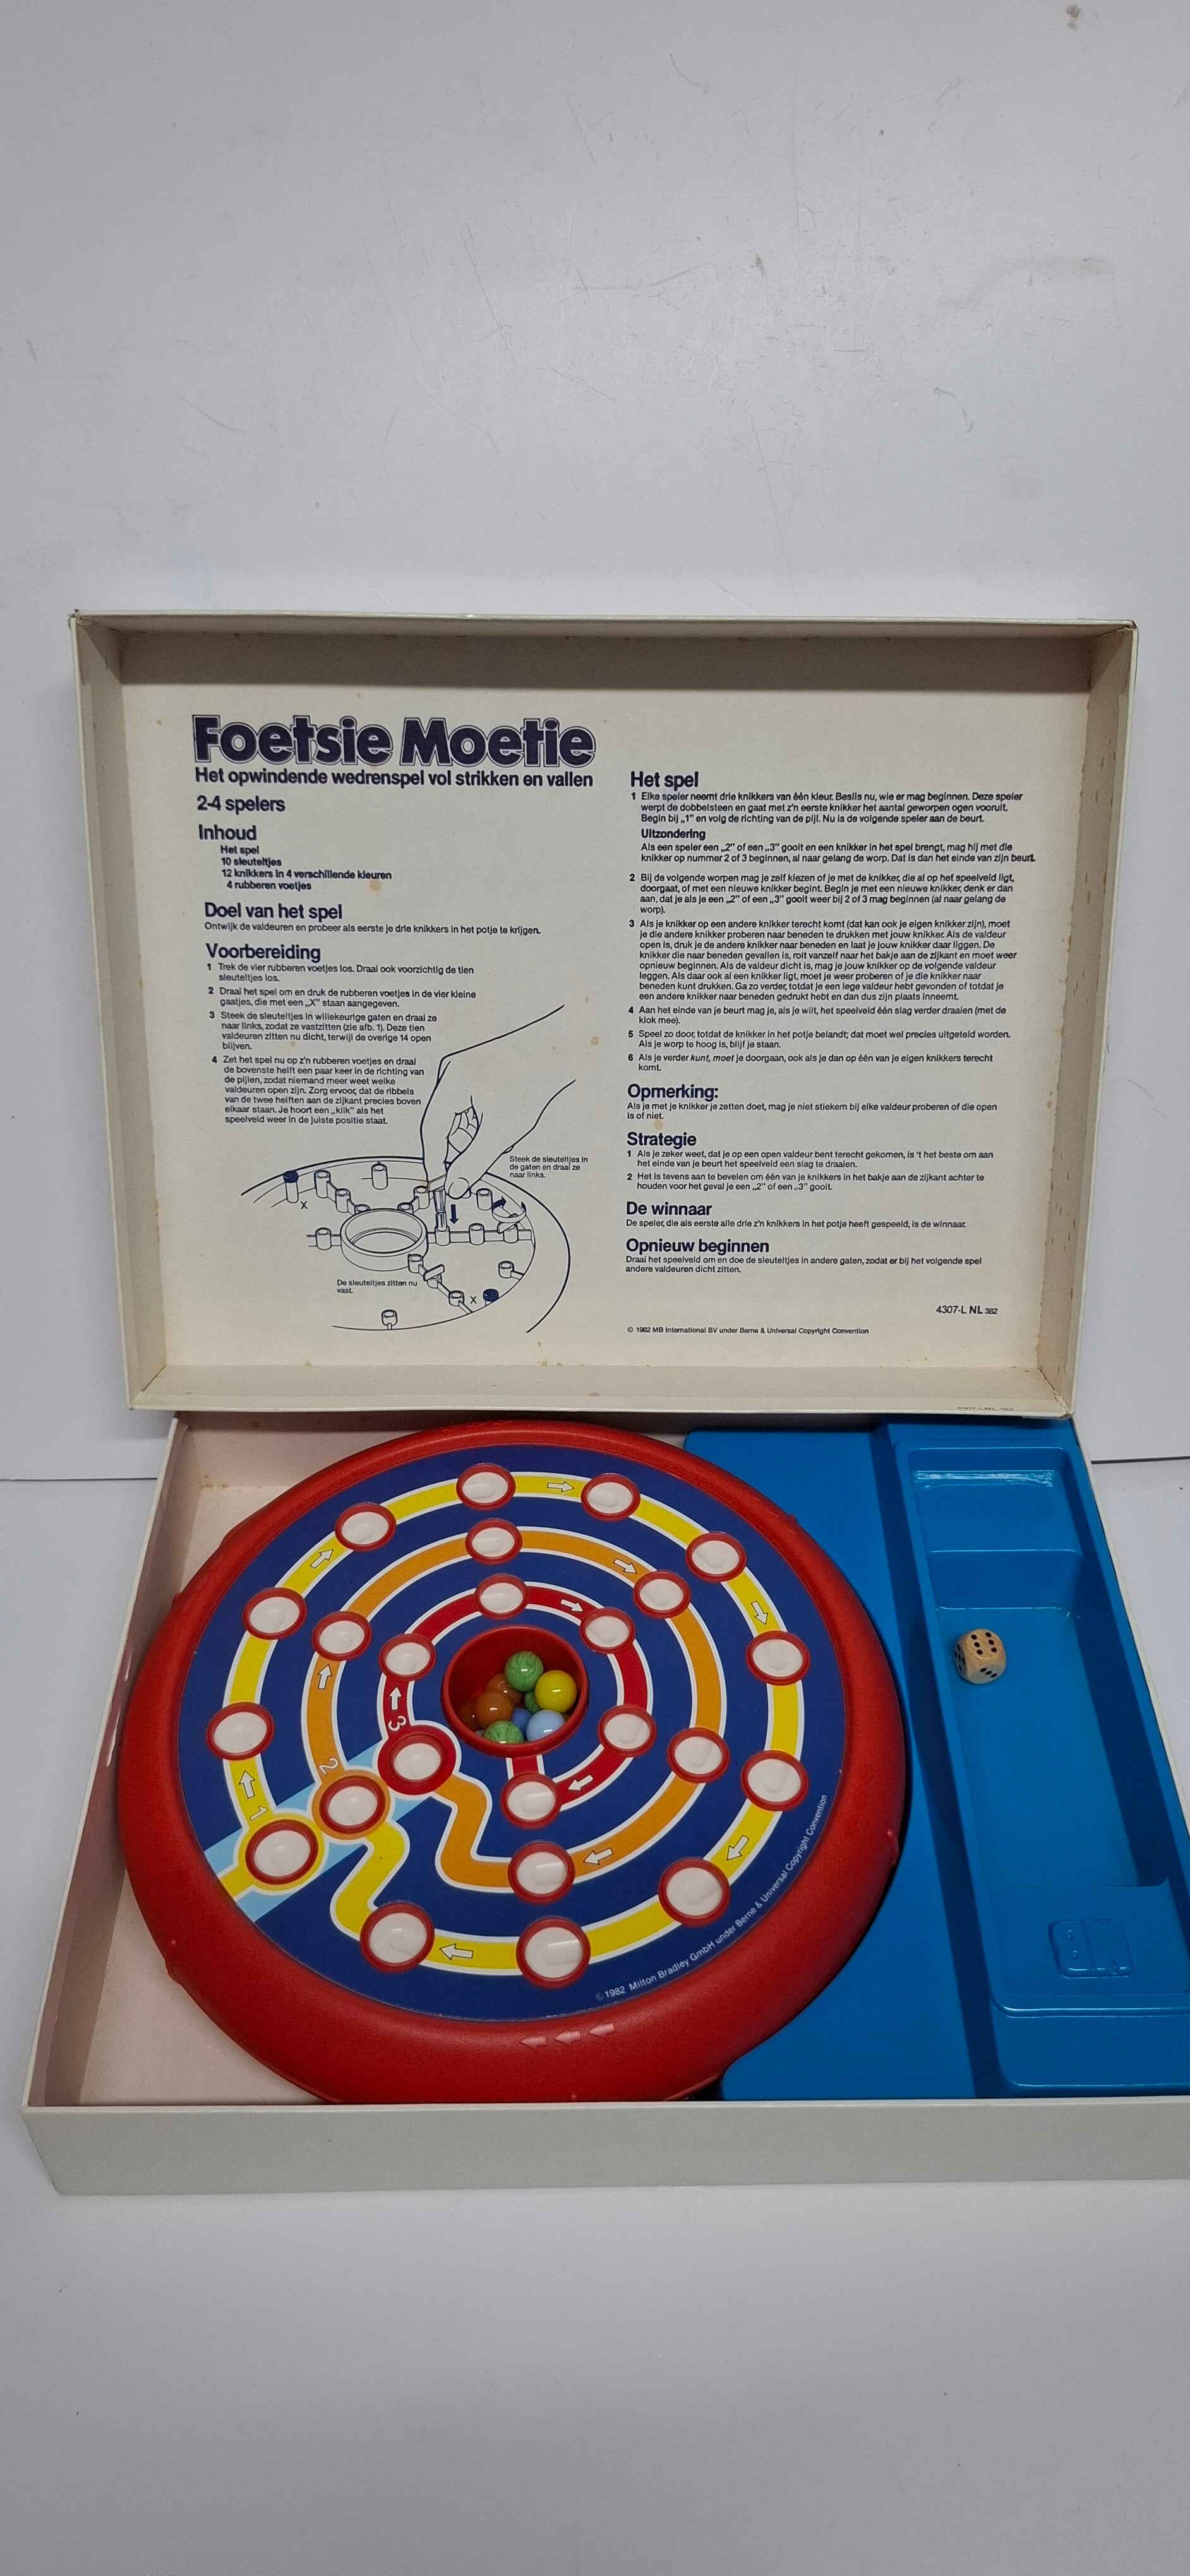 Foetsie Moetie
Het opwindende wedrenspel vol strikken en vallen
2-4 spelers
Inhoud
Het spel
10 sleuteltjes
12 knikkers in 4 verschillende kleuren
4 rubberen voetjes
Doel van het spel
Ontwijk de valdeuren en probeer als eerste je drie knikkers in het potje te krijgen.
Voorbereiding
1 Trek de vier rubberen voetjes los. Draai ook voorzichtig de tien
sleuteltjes los.
2 Draai het spel om en druk de rubberen voetjes in de vier kleine
gaatjes, die met een „X" staan aangegeven.
3 Steek de sleuteltjes in willekeurige gaten en draai ze
naar links, zodat ze vastzitten (zie afb. 1). Deze tien
valdeuren zitten nu dicht, terwijl de overige 14 open
blijven.
4 Zet het spel nu op z'n rubberen voetjes en draai
de bovenste helft een paar keer in de richting van
de pijlen, zodat niemand meer weet welke
valdeuren open zijn. Zorg ervoor, dat de ribbels
van de twee helften aan de zijkant precies boven
elkaar staan. Je hoort een „klik" als het
speelveld weer in de juiste positie staat.
Steek de sleuteltjes in
de gaten en draai ze
naar links.
X
De sleuteltjes zitten nu
vast.
X
Het spel
1 Elke speler neemt drie knikkers van één kleur. Beslis nu, wie er mag beginnen. Deze speler
werpt de dobbelsteen en gaat met z'n eerste knikker het aantal geworpen ogen vooruit.
Begin bij „1" en volg de richting van de pijl. Nu is de volgende speler aan de beurt.
Uitzondering
Als een speler een „2" of een „3" gooit en een knikker in het spel brengt, mag hij met die
knikker op nummer 2 of 3 beginnen, al naar gelang de worp. Dat is dan het einde van zijn beurt.
2 Bij de volgende worpen mag je zelf kiezen of je met de knikker, die al op het speelveld ligt,
doorgaat, of met een nieuwe knikker begint. Begin je met een nieuwe knikker, denk er dan
aan, dat je als je een „2" of een „3" gooit weer bij 2 of 3 mag beginnen (al naar gelang de
worp).
3 Als je knikker op een andere knikker terecht komt (dat kan ook je eigen knikker zijn), moet
je die andere knikker proberen naar beneden te drukken met jouw knikker. Als de valdeur
open is, druk je de andere knikker naar beneden en laat je jouw knikker daar liggen. De
knikker die naar beneden gevallen is, rolt vanzelf naar het bakje aan de zijkant en moet weer
opnieuw beginnen. Als de valdeur dicht is, mag je jouw knikker op de volgende valdeur
leggen. Als daar ook al een knikker ligt, moet je weer proberen of je die knikker naar
beneden kunt drukken. Ga zo verder, totdat je een lege valdeur hebt gevonden of totdat je
een andere knikker naar beneden gedrukt hebt en dan dus zijn plaats inneemt.
4 Aan het einde van je beurt mag je, als je wilt, het speelveld één slag verder draaien (met de
klok mee).
5 Speel zo door, totdat de knikker in het potje belandt; dat moet wel precies uitgeteld worden.
Als je worp te hoog is, blijf je staan.
6 Als je verder kunt, moet je doorgaan, ook als je dan op één van je eigen knikkers terecht
komt.
Opmerking:
Als je met je knikker je zetten doet, mag je niet stiekem bij elke valdeur proberen of die open
is of niet.
Strategie
1 Als je zeker weet, dat je op een open valdeur bent terecht gekomen, is 't het beste om aan
het einde van je beurt het speelveld een slag te draaien.
2 Het is tevens aan te bevelen om één van je knikkers in het bakje aan de zijkant achter te
houden voor het geval je een „2" of een „3" gooit.
De winnaar
De speler, die als eerste alle drie z'n knikkers in het potje heeft gespeeld, is de winnaar.
Opnieuw beginnen
Draai het speelveld om en doe de sleuteltjes in andere gaten, zodat er bij het volgende spel
andere valdeuren dicht zitten.
4307-L NL 382
© 1982 MB International BV under Berne & Universal Copyright Convention
3
2
1
© 1982 Milton Bradley GmbH under Berne & Universal Copyright Convention
MB